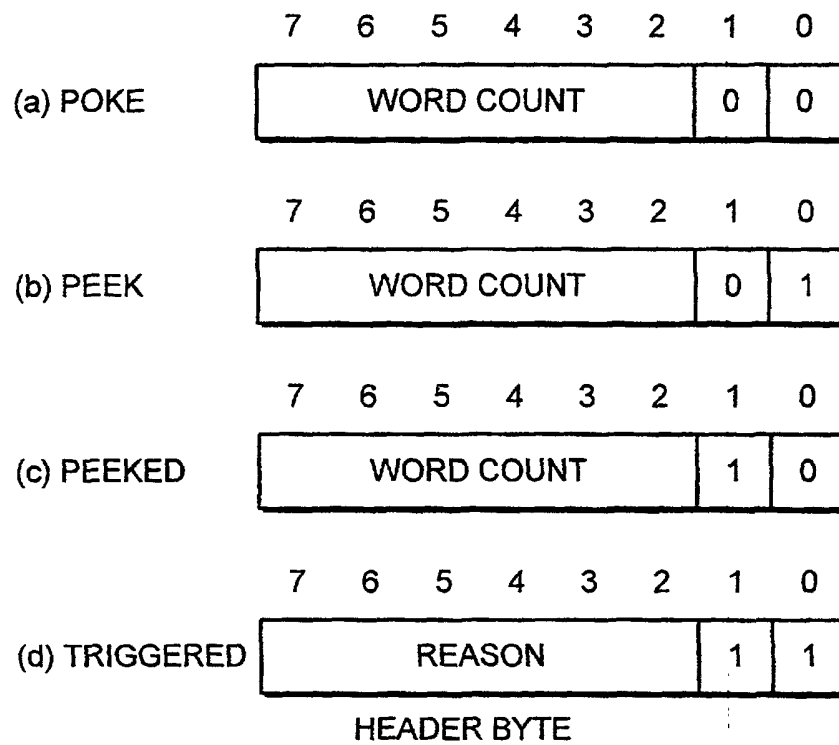 7 6 5 4 3 2 1 0
(a) POKE WORD COUNT 0 0
7 6 5 4 3 2 1 0
(b) PEEK WORD COUNT 0 1
7 6 5 4 3 2 1 0
(c) PEEKED WORD COUNT 1 0
7 6 5 4 3 2 1 0
(d) TRIGGERED REASON 1 1
HEADER BYTE